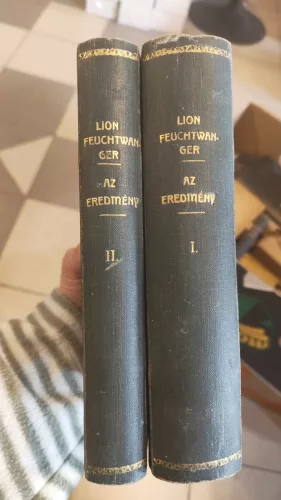 LION
FEUCHTWAN-
GER
AZ
EREDMÉNY
II.
LION
FEUCHTWAN-
GER
AZ
EREDMÉNY
I.